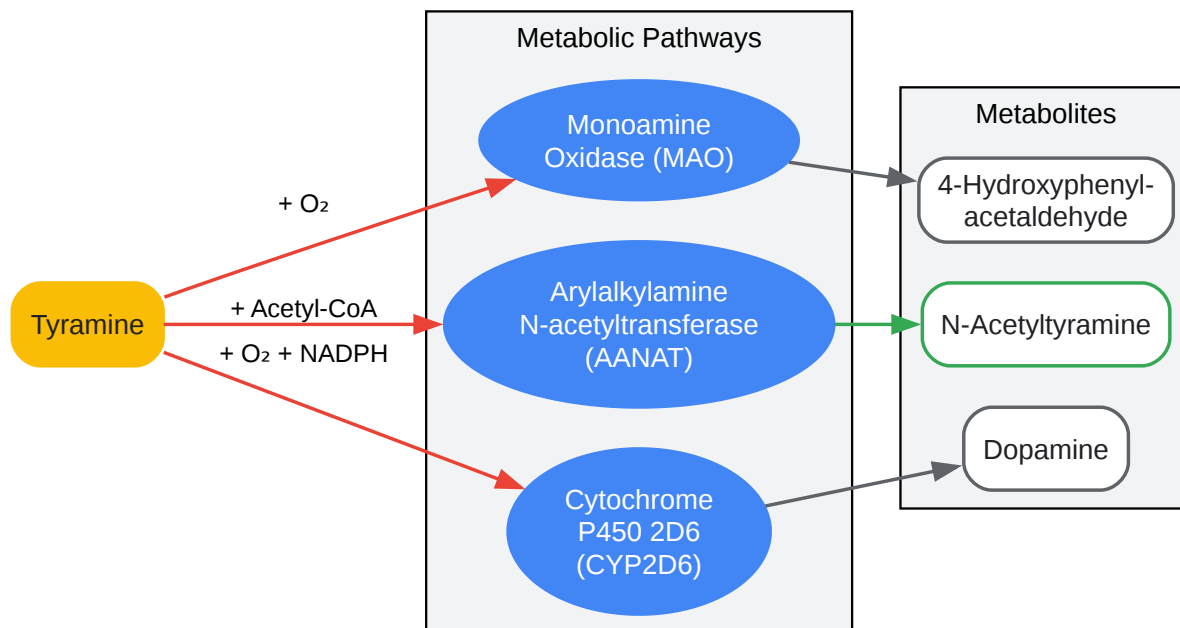 Metabolic Pathways
Metabolites
Monoamine
Oxidase (MAO)
4-Hydroxyphenyl-
acetaldehyde
+ O₂
Arylalkylamine
N-acetyltransferase
(AANAT)
+ Acetyl-CoA
Tyramine
N-Acetyltyramine
+ O₂ + NADPH
Dopamine
Cytochrome
P450 2D6
(CYP2D6)